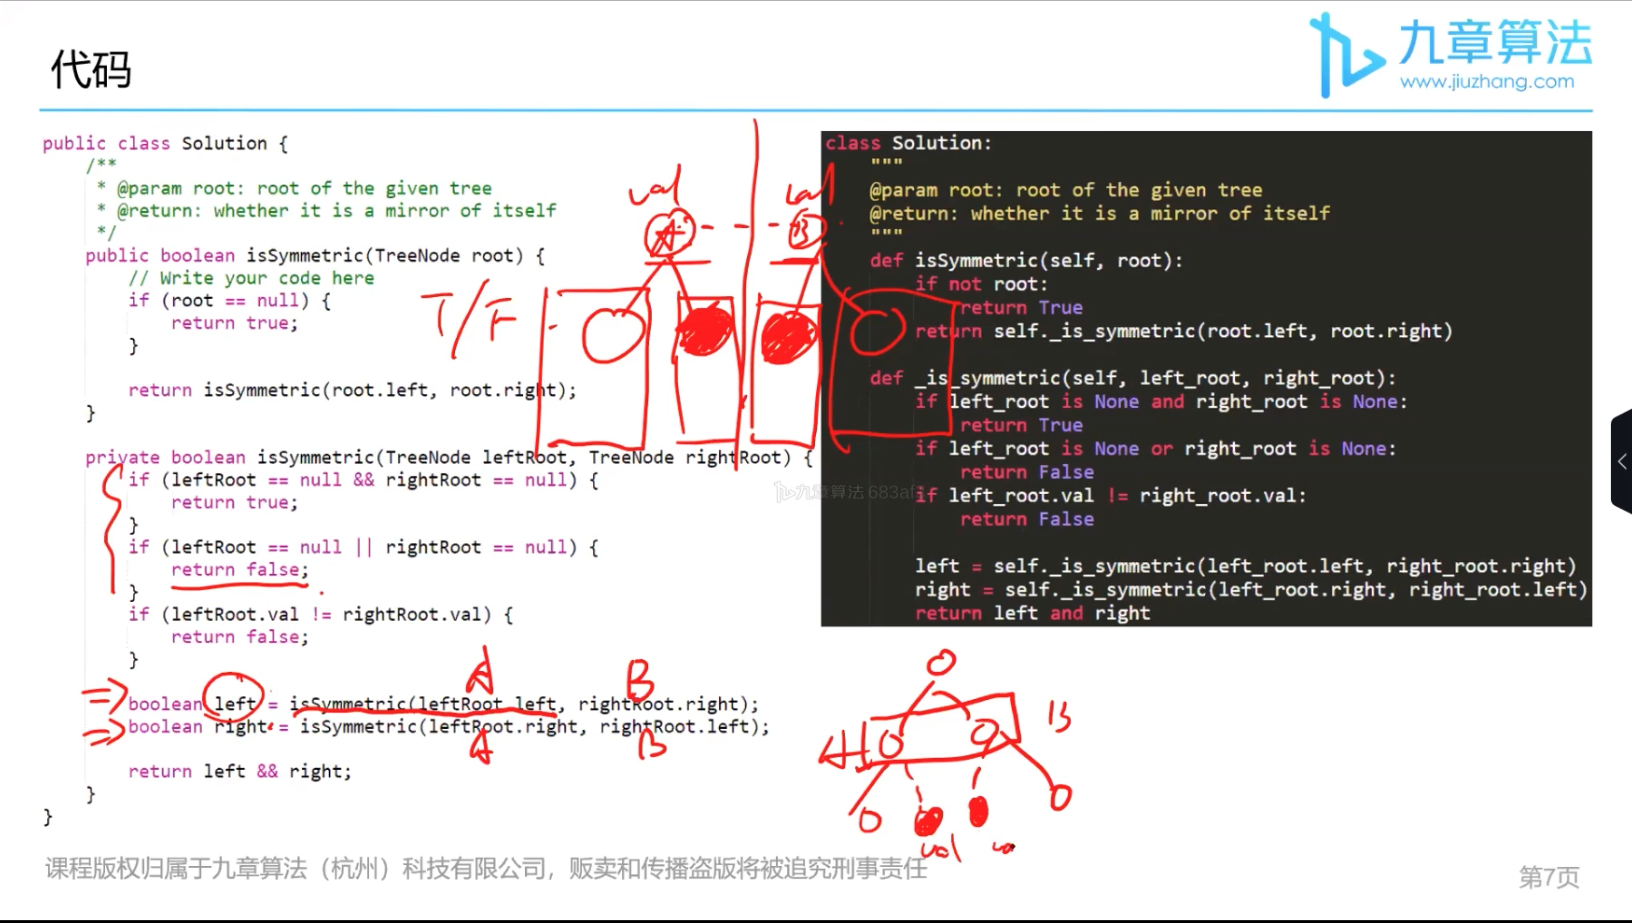 代码
九章算法
www.jiuzhang.com
public class Solution {
/**
* @param root: root of the given tree
* @return: whether it is a mirror of itself
*/
public boolean isSymmetric(TreeNode root) {
// Write your code here
if (root == null) {
return true;
}
return isSymmetric(root.left, root.right);
}
private boolean isSymmetric(TreeNode leftRoot, TreeNode rightRoot) {
if (leftRoot == null && rightRoot == null) {
return true;
}
if (leftRoot == null || rightRoot == null) {
return false;
}
if (leftRoot.val != rightRoot.val) {
return false;
}
A B
boolean left = isSymmetric(leftRoot.left, rightRoot.right);
boolean right = isSymmetric(leftRoot.right, rightRoot.left);
A B
return left && right;
}
}
val val
A B
T/F
class Solution:
"""
@param root: root of the given tree
@return: whether it is a mirror of itself
"""
def isSymmetric(self, root):
if not root:
return True
return self._is_symmetric(root.left, root.right)
def _is_symmetric(self, left_root, right_root):
if left_root is None and right_root is None:
return True
if left_root is None or right_root is None:
return False
if left_root.val != right_root.val:
return False
left = self._is_symmetric(left_root.left, right_root.right)
right = self._is_symmetric(left_root.right, right_root.left)
return left and right
九章算法
B
A
val
课程版权归属于九章算法（杭州）科技有限公司，贩卖和传播盗版将被追究刑事责任
第7页